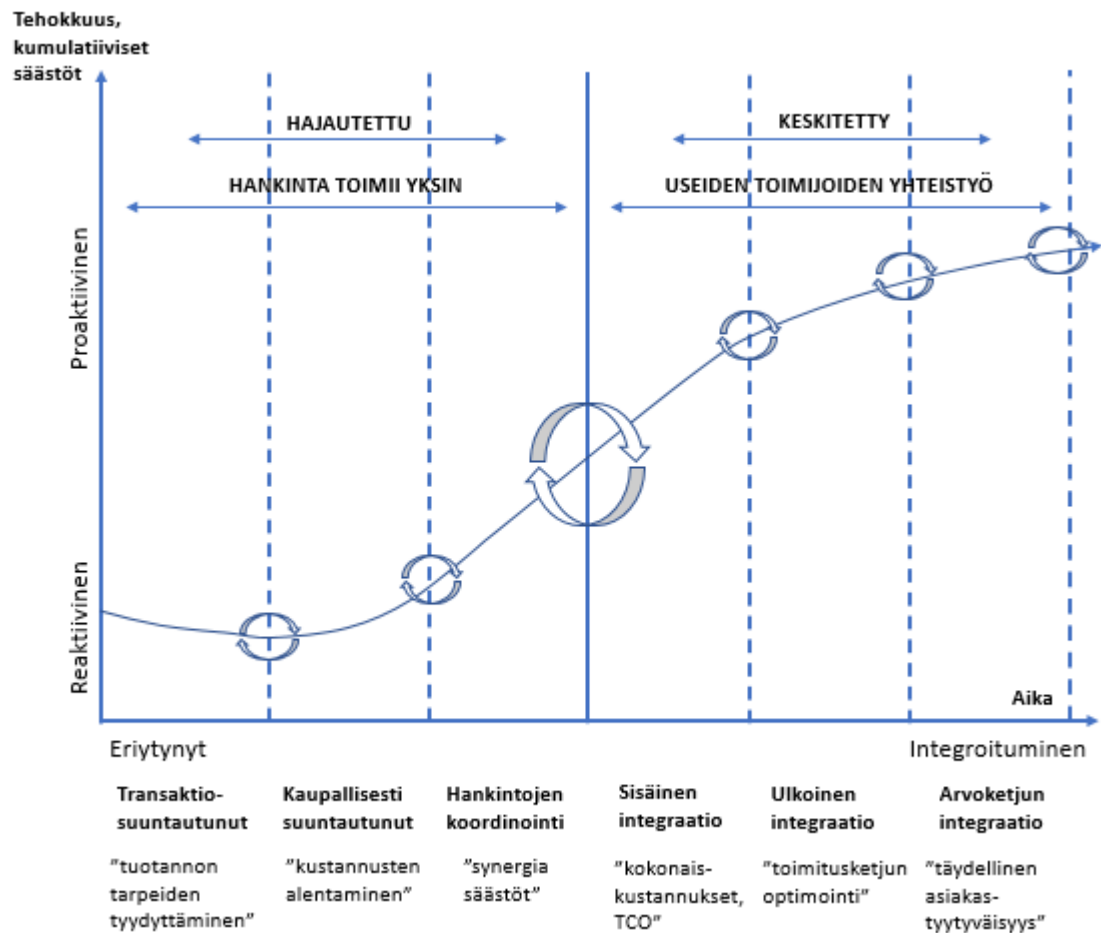 Tehokkuus,
kumulatiiviset
säästöt
HAJAUTETTU
KESKITETTY
HANKINTA TOIMII YKSIN
USEIDEN TOIMIJOIDEN YHTEISTYÖ
Proaktiivinen
Reaktiivinen
Aika
Eriytynyt
Integroituminen
Transaktio-
suuntautunut
"tuotannon
tarpeiden
tyydyttäminen"
Kaupallisesti
suuntautunut
"kustannusten
alentaminen"
Hankintojen
koordinointi
"synergia
säästöt"
Sisäinen
integraatio
"kokonais-
kustannukset,
TCO"
Ulkoinen
integraatio
"toimitusketjun
optimointi"
Arvoketjun
integraatio
"täydellinen
asiakas-
tyytyväisyys"